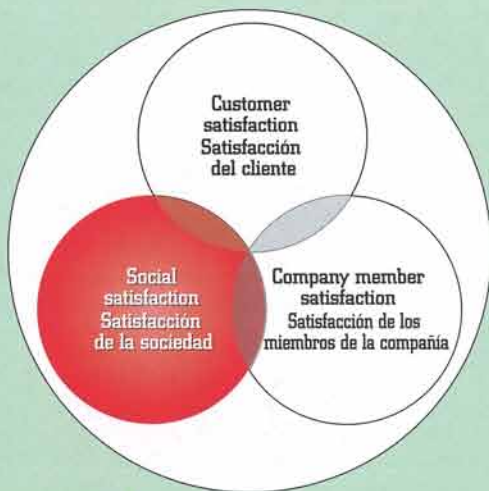 Customer
satisfaction
Satisfacción
del cliente
Social
satisfaction
Satisfacción
de la sociedad
Company member
satisfaction
Satisfacción de los
miembros de la compañía